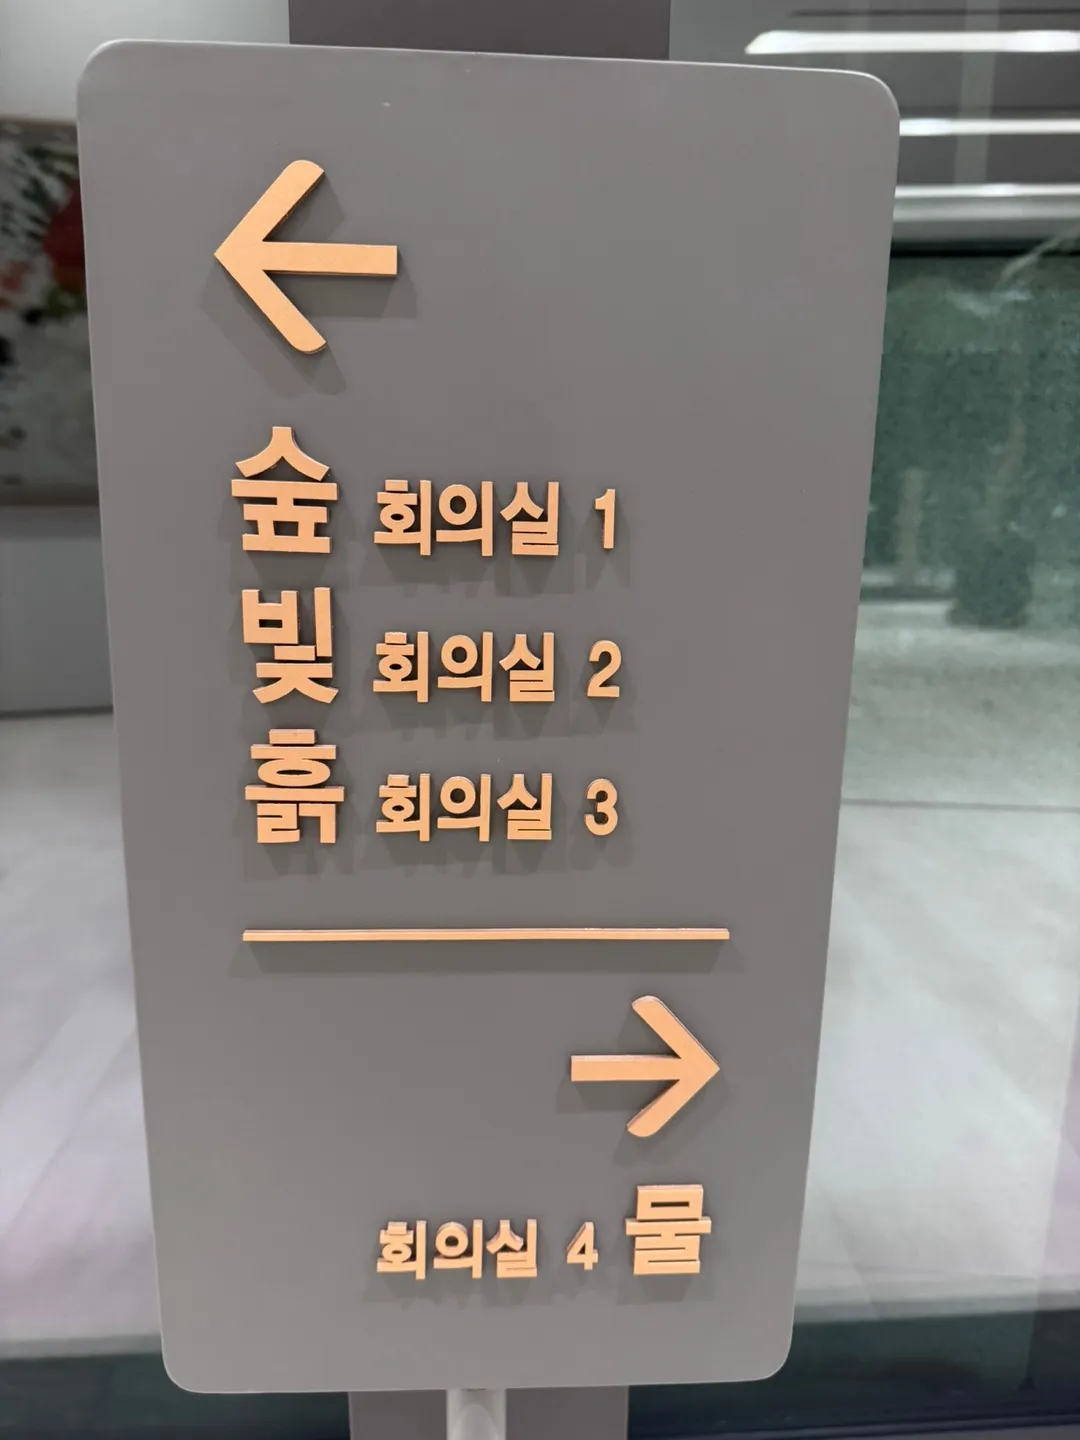 ←
숲 회의실 1
빛 회의실 2
흙 회의실 3
→
회의실 4 물